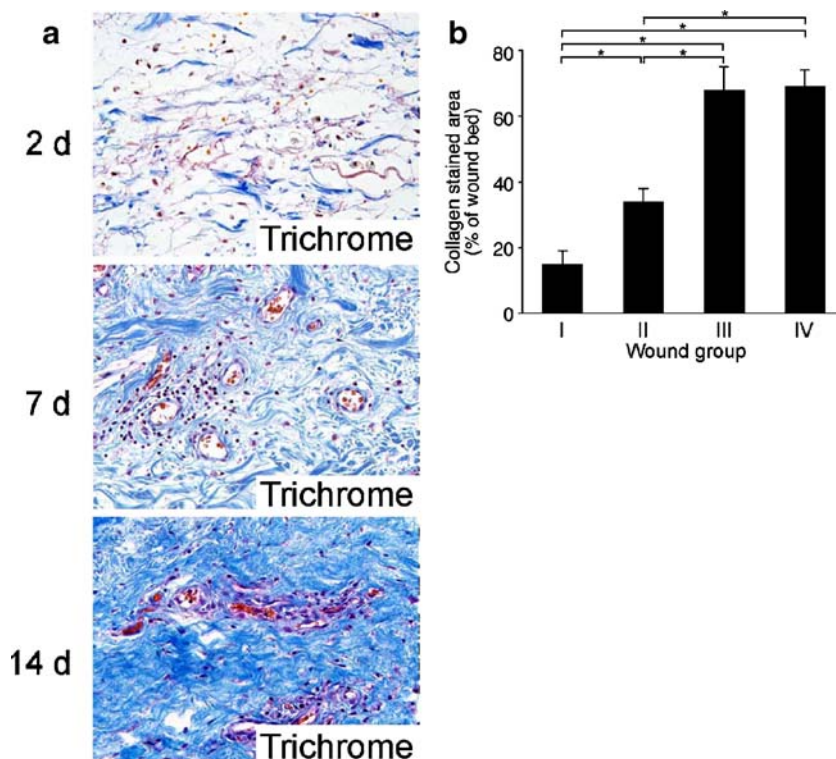 a
2 d
Trichrome
7 d
Trichrome
14 d
Trichrome
b
* 
*
*
* *
Collagen stained area
(% of wound bed)
80
60
40
20
0
I II III IV
Wound group